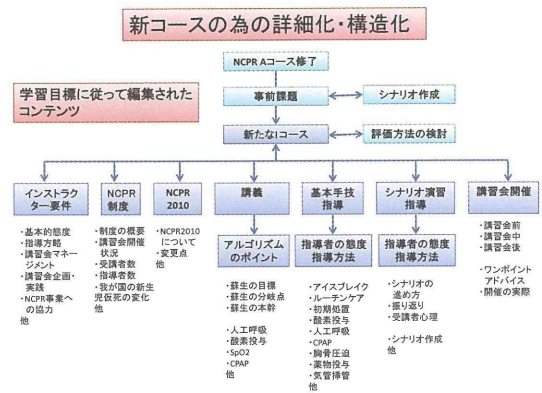 新コースの為の詳細化・構造化
NCPR Aコース修了
学習目標に従って編集された
コンテンツ
事前課題
シナリオ作成
新たなIコース
評価方法の検討
インストラ
クター要件
・基本的態度
・指導方略
・講習会マネー
ジメント
・講習会企画・
実践
・NCPR事業へ
の協力
他
NCPR
制度
・制度の概要
・講習会開催
状況
・受講者数
・指導者数
・我が国の新生
児仮死の変化
他
NCPR
2010
・NCPR2010
について
・変更点
他
講義
アルゴリズム
のポイント
・蘇生の目標
・蘇生の分岐点
・蘇生の本幹
・人工呼吸
・酸素投与
・SpO2
・CPAP
他
基本手技
指導
指導者の態度
指導方法
・アイスブレイク
・ルーチンケア
・初期処置
・酸素投与
・人工呼吸
・CPAP
・胸骨圧迫
・薬物投与
・気管挿管
他
シナリオ演習
指導
指導者の態度
指導方法
・シナリオの
進め方
・振り返り
・受講者心理
・シナリオ作成
他
講習会開催
・講習会前
・講習会中
・講習会後
・ワンポイント
アドバイス
・開催の実際